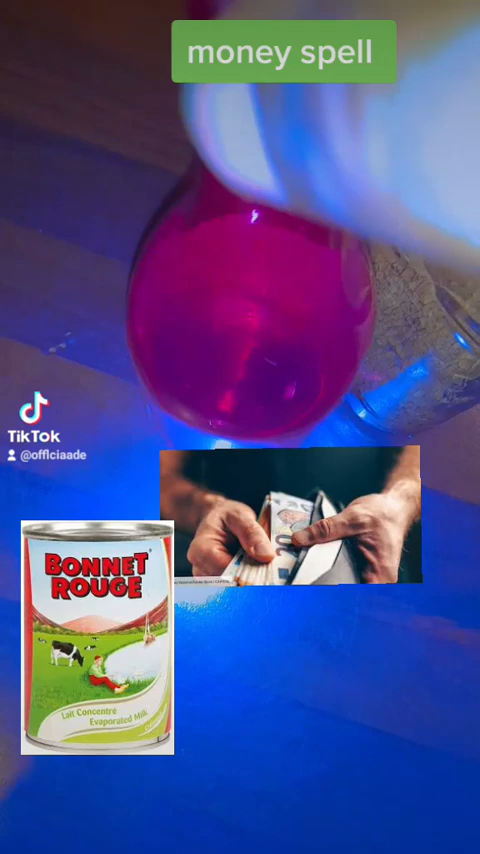 money spell
TikTok
@officiaade
BONNET
ROUGE
Lait Concentré
Evaporated Milk